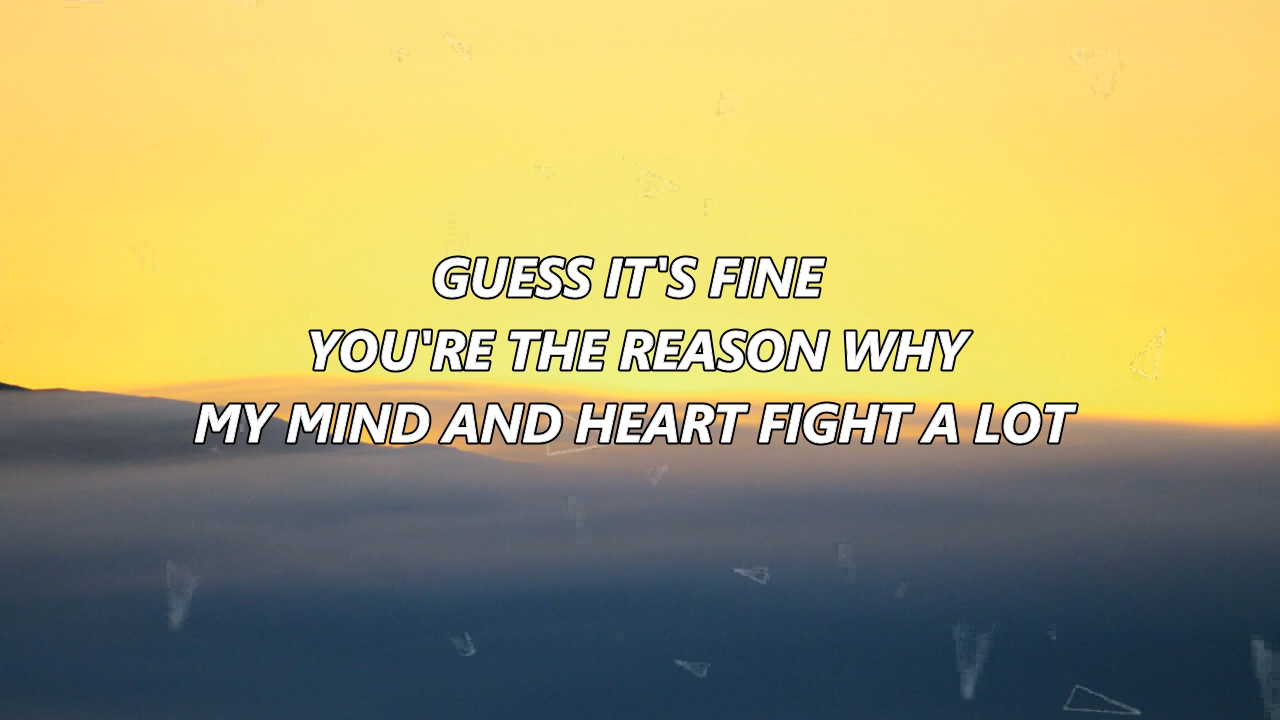 GUESS IT'S FINE
YOU'RE THE REASON WHY
MY MIND AND HEART FIGHT A LOT